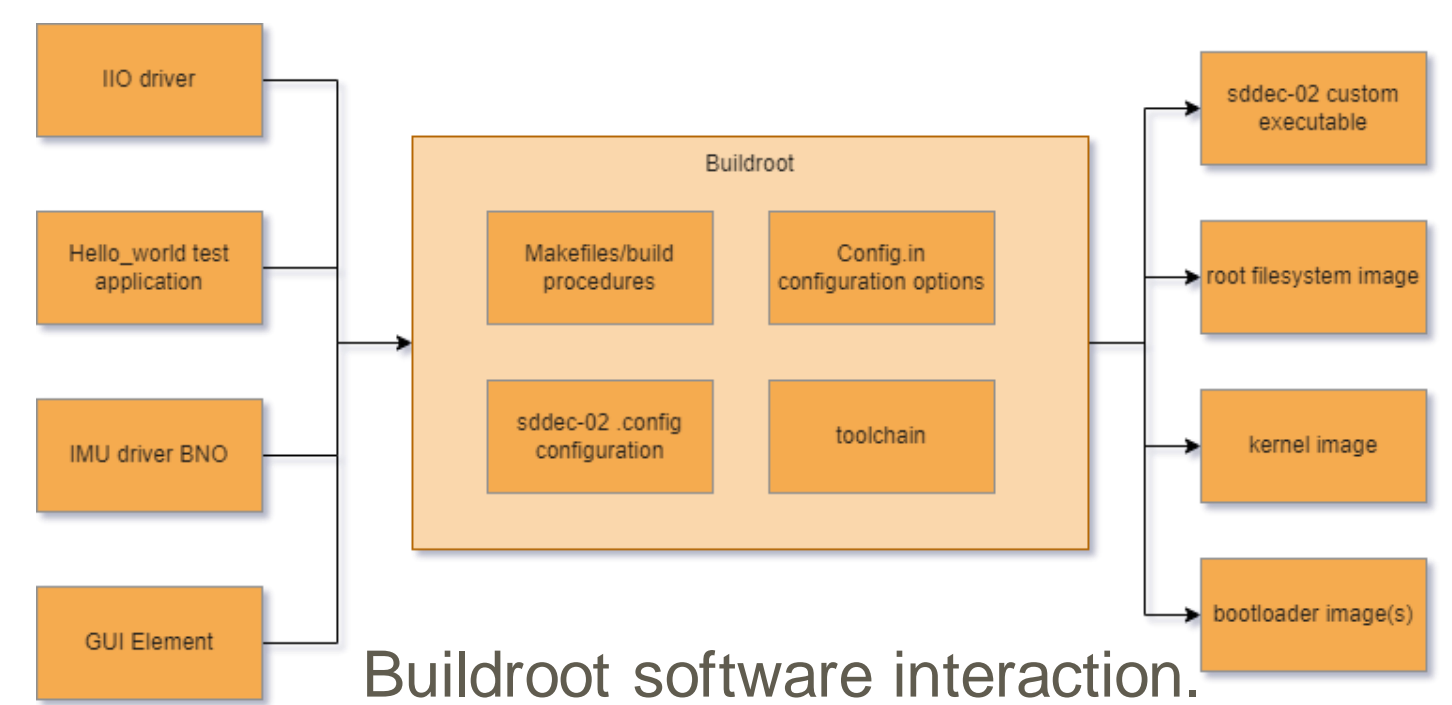 IIO driver
Hello_world test
application
IMU driver BNO
GUI Element
Buildroot
Makefiles/build
procedures
Config.in
configuration options
sddec-02 .config
configuration
toolchain
sddec-02 custom
executable
root filesystem image
kernel image
bootloader image(s)
Buildroot software interaction.